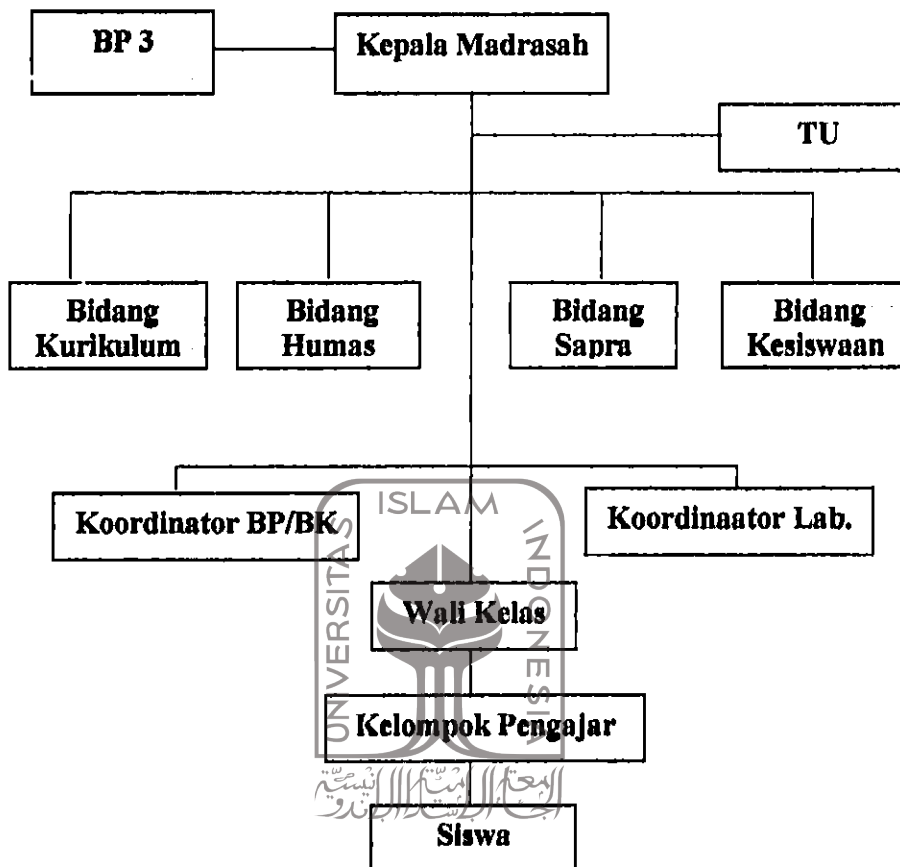 BP 3
Kepala Madrasah
TU
Bidang
Kurikulum
Bidang
Humas
Bidang
Sapra
Bidang
Kesiswaan
Koordinator BP/BK
Koordinaator Lab.
UNIVERSITAS
ISLAM
INDONESIA
Wali Kelas
Kelompok Pengajar
Siswa